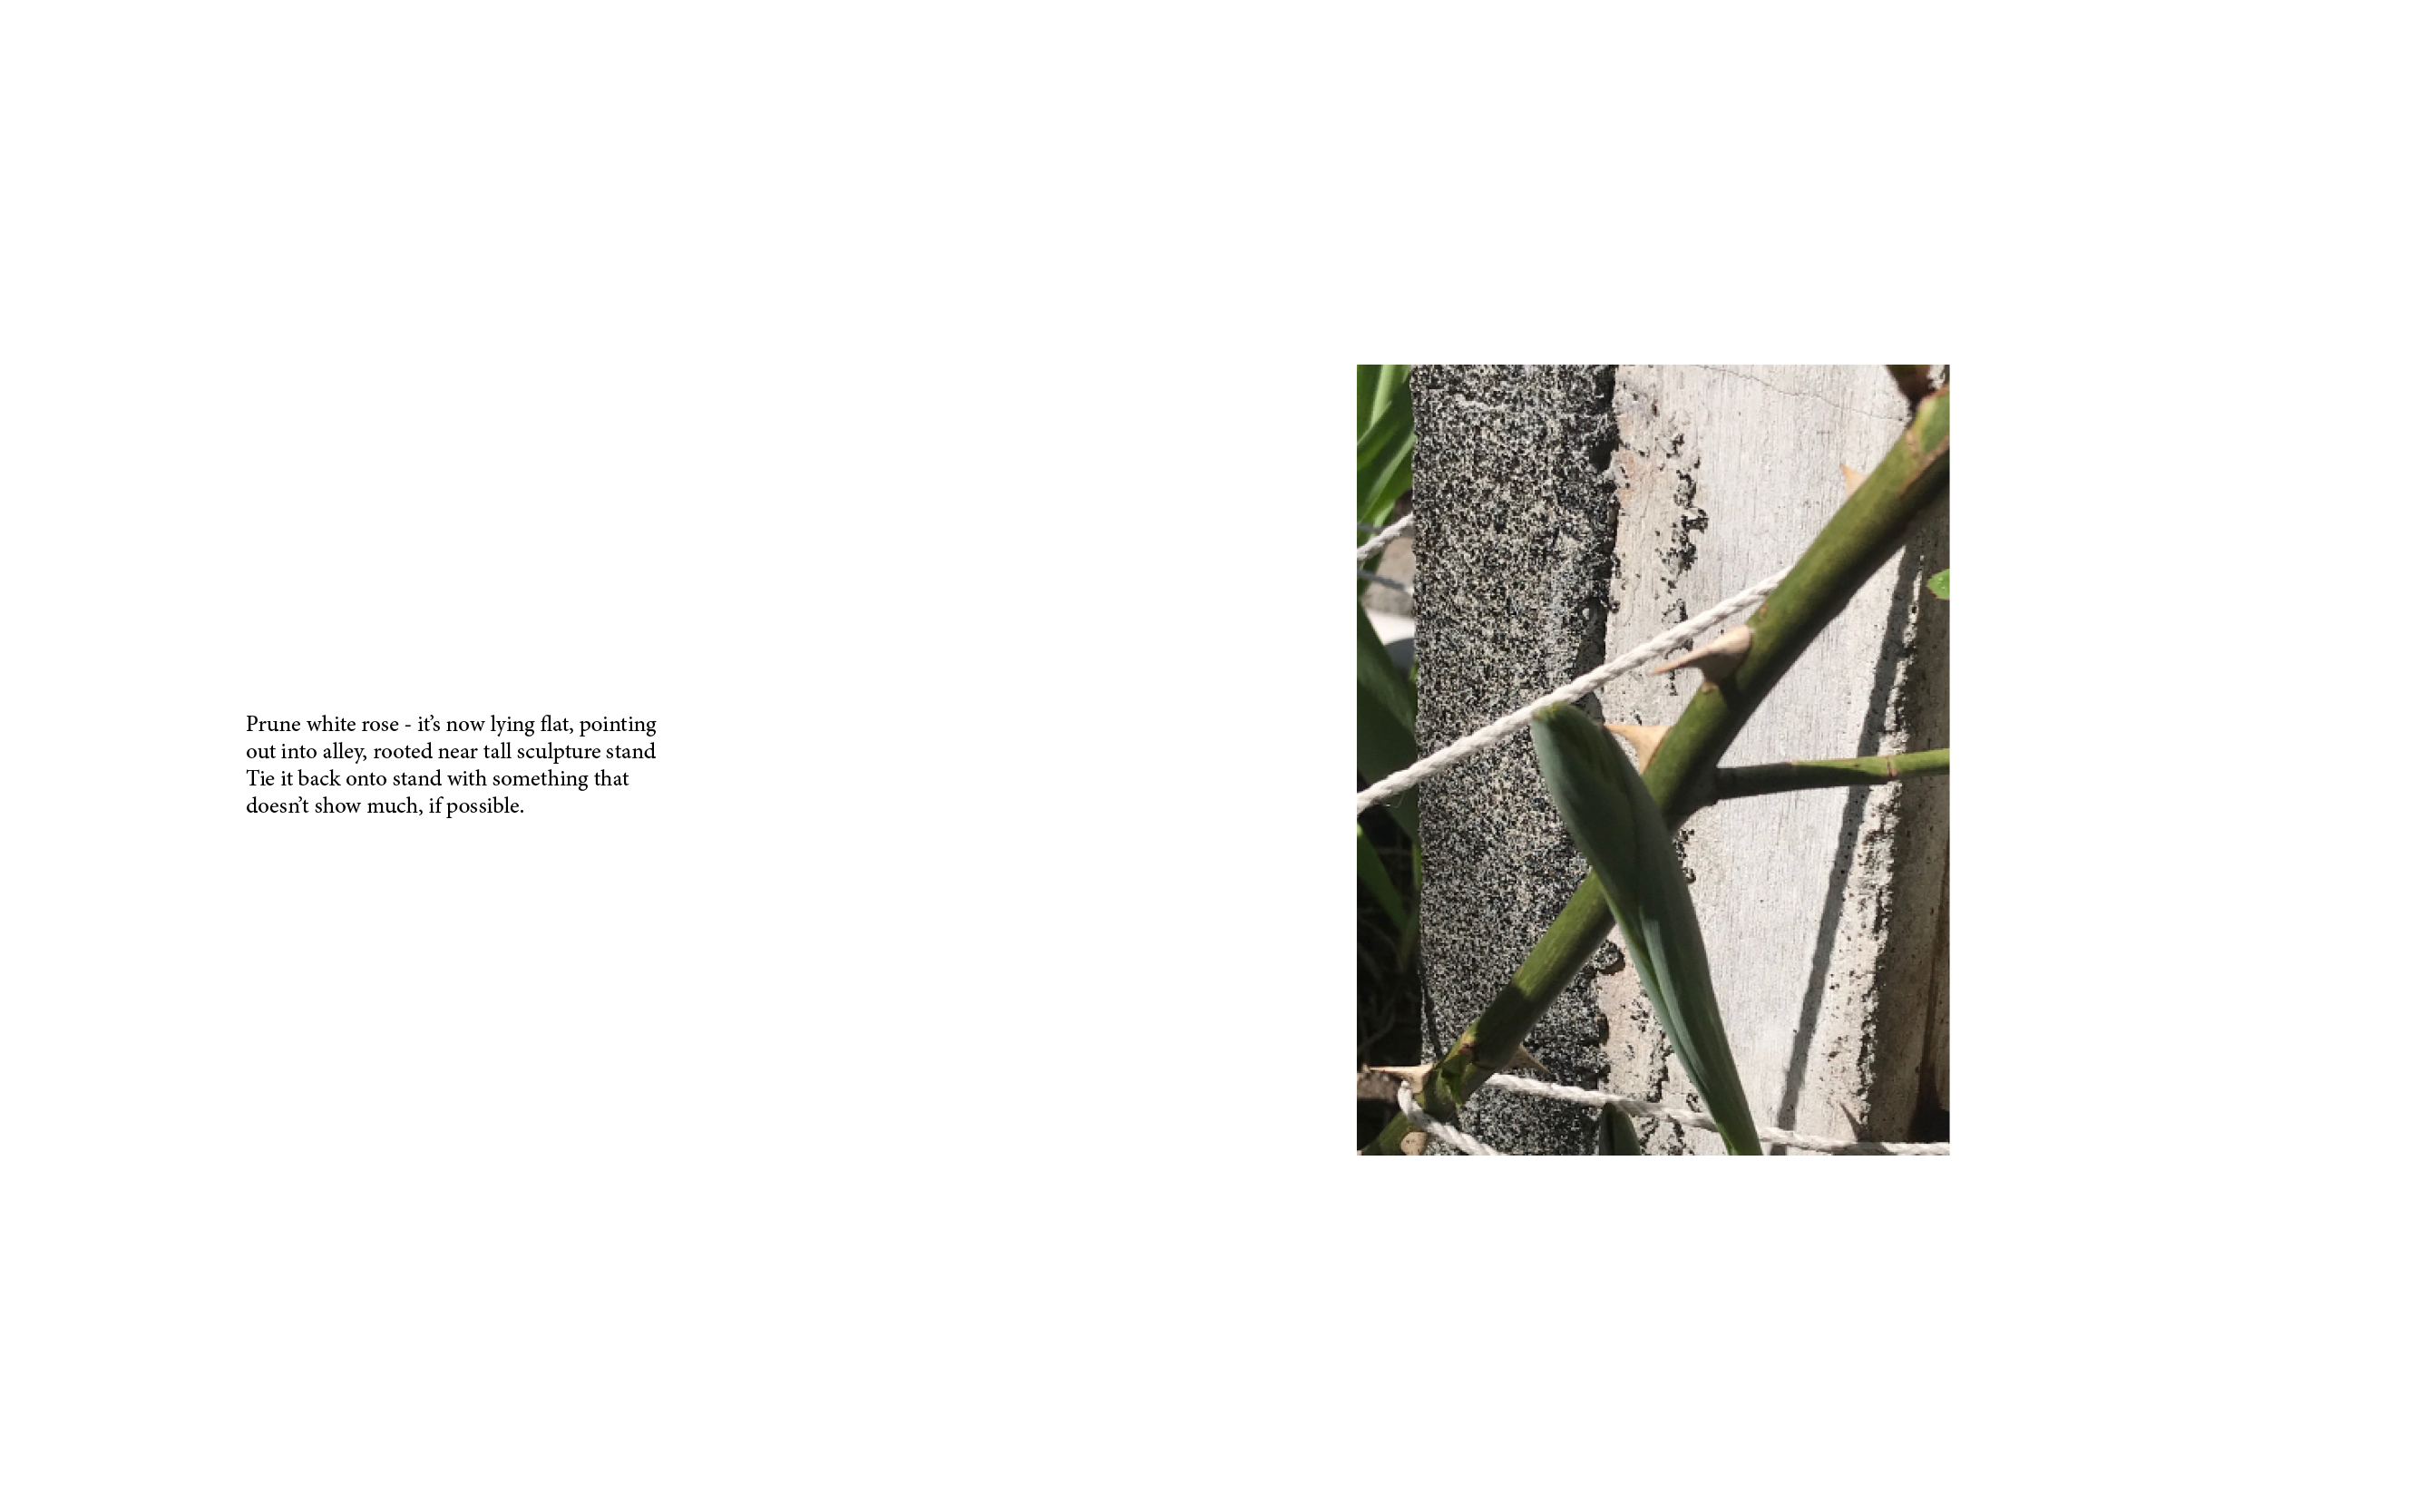 Prune white rose - it’s now lying flat, pointing
out into alley, rooted near tall sculpture stand
Tie it back onto stand with something that
doesn’t show much, if possible.